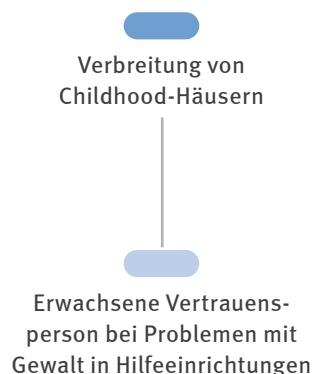 Verbreitung von
Childhood-Häusern
Erwachsene Vertrauens-
person bei Problemen mit
Gewalt in Hilfeeinrichtungen